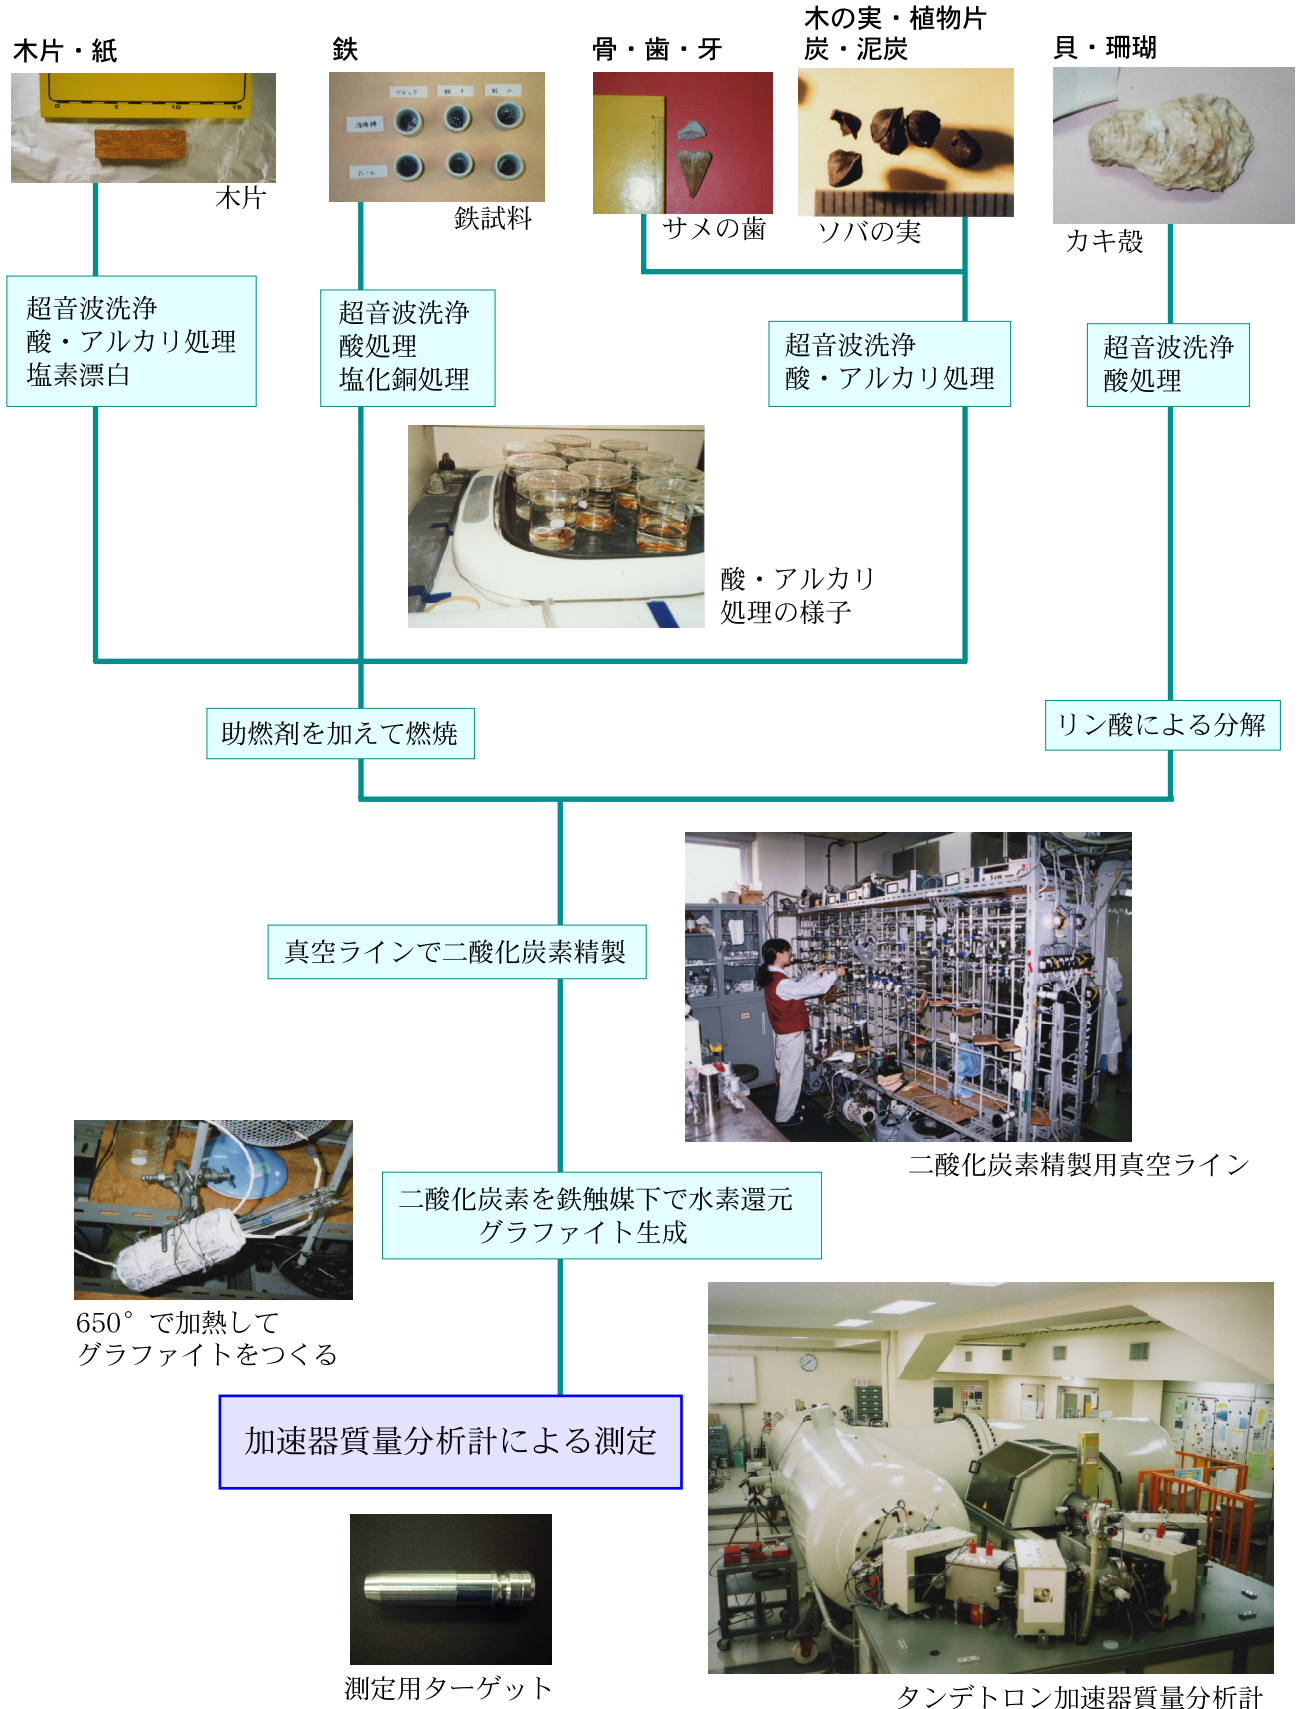 木片・紙
鉄
骨・歯・牙
木の実・植物片
炭・泥炭
貝・珊瑚
0
10
15
ブロック
木片
鉄試料
サメの歯
ソバの実
カキ殻
超音波洗浄
酸・アルカリ処理
塩素漂白
超音波洗浄
酸処理
塩化銅処理
超音波洗浄
酸・アルカリ処理
超音波洗浄
酸処理
酸・アルカリ
処理の様子
助燃剤を加えて燃焼
リン酸による分解
真空ラインで二酸化炭素精製
二酸化炭素精製用真空ライン
二酸化炭素を鉄触媒下で水素還元
グラファイト生成
650°で加熱して
グラファイトをつくる
加速器質量分析計による測定
測定用ターゲット
タンデトロン加速器質量分析計